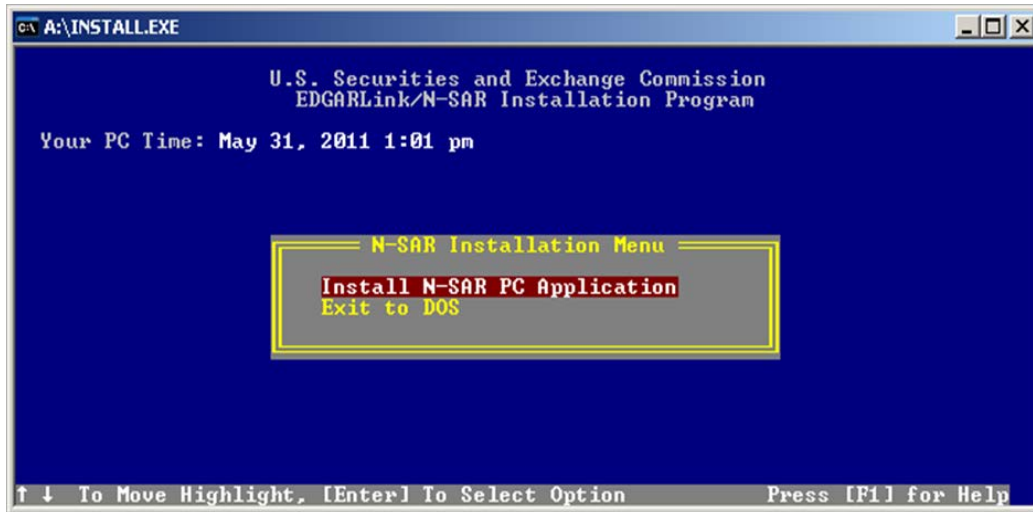 A:\INSTALL.EXE
U.S. Securities and Exchange Commission
EDGARLink/N-SAR Installation Program
Your PC Time: May 31, 2011 1:01 pm
N-SAR Installation Menu
Install N-SAR PC Application
Exit to DOS
↑ ↓ To Move Highlight, [Enter] To Select Option Press [F1] for Help